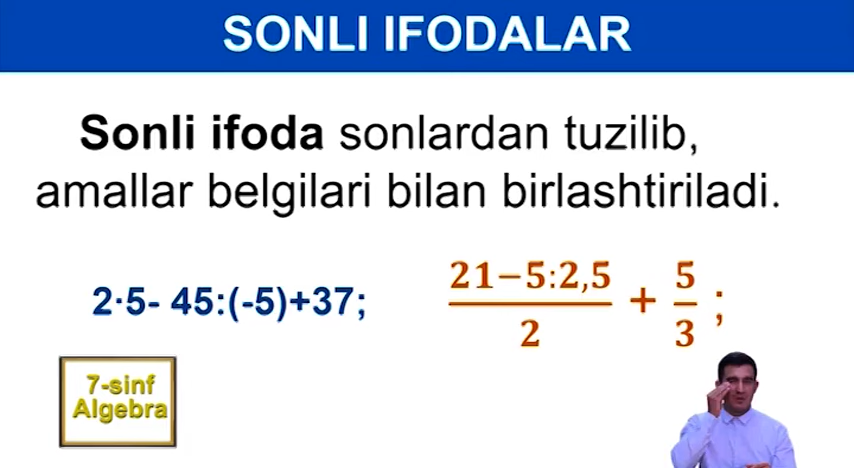 SONLI IFODALAR
Sonli ifoda sonlardan tuzilib,
amallar belgilari bilan birlashtiriladi.
2·5- 45:(-5)+37;
21−5:2,5
2
+
5
3
;
7-sinf
Algebra